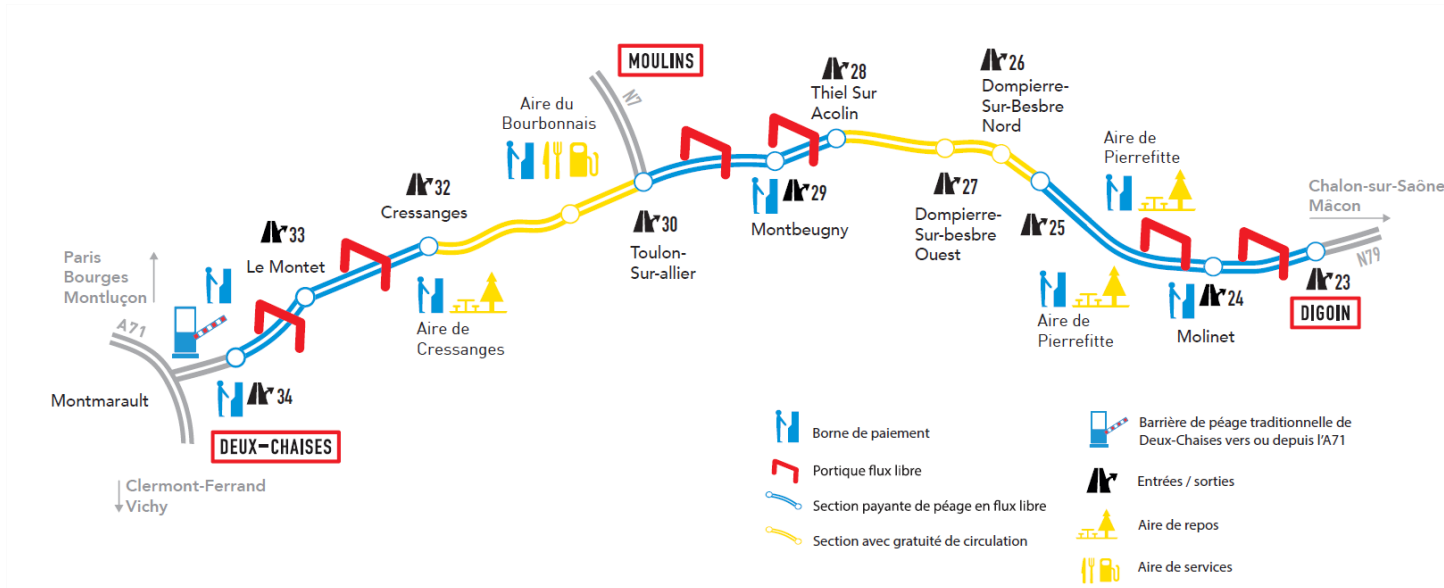 MOULINS
N7
28
Thiel Sur
Acolin
26
Dompierre-
Sur-Besbre
Nord
Aire du
Bourbonnais
Aire de
Pierrefitte
32
Cressanges
29
Montbeugny
27
Dompierre-
Sur-besbre
Ouest
Chalon-sur-Saône
Mâcon
N79
33
Le Montet
30
Toulon-
Sur-allier
25
Paris
Bourges
Montluçon
A71
Aire de
Cressanges
Aire de
Pierrefitte
24
Molinet
23
DIGOIN
Montmarault
34
DEUX-CHAISES
Clermont-Ferrand
Vichy
Borne de paiement
Portique flux libre
Section payante de péage en flux libre
Section avec gratuité de circulation
Barrière de péage traditionnelle de
Deux-Chaises vers ou depuis l'A71
Entrées / sorties
Aire de repos
Aire de services